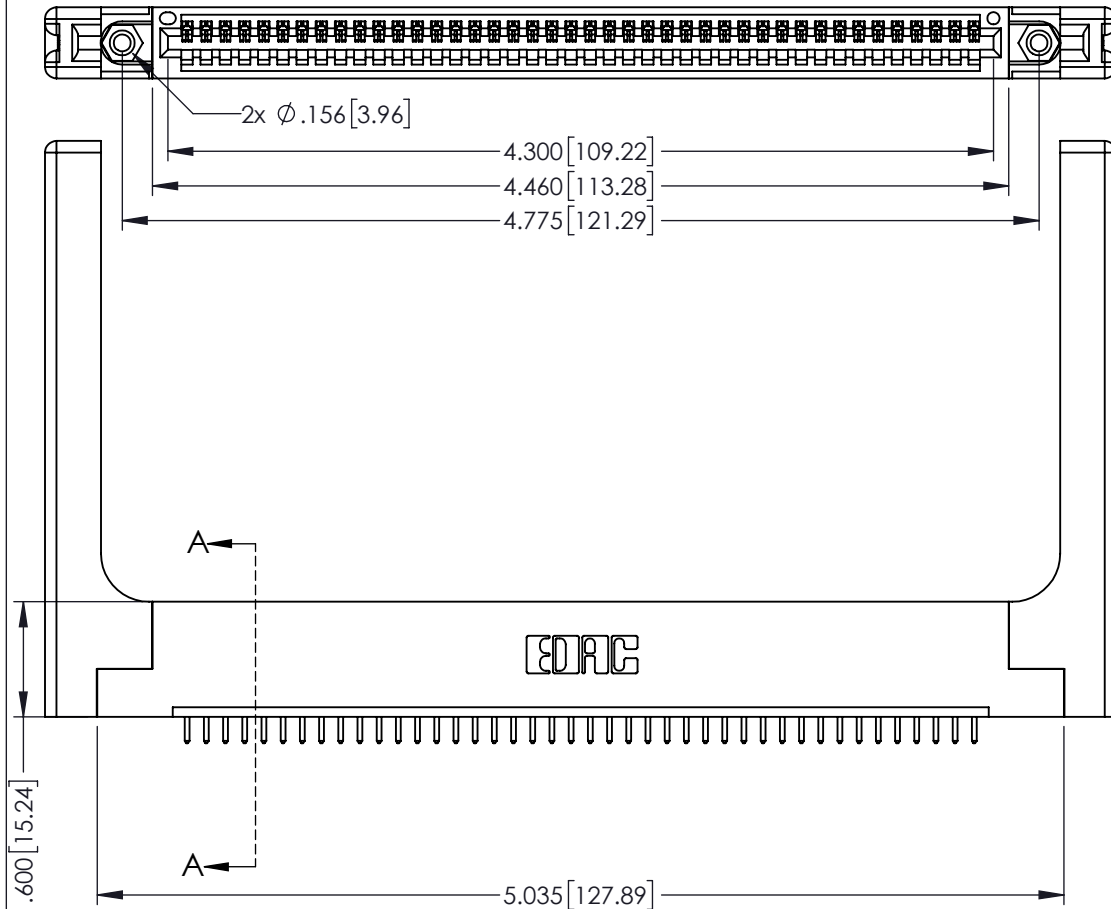 2x Ø.156[3.96]
4.300[109.22]
4.460[113.28]
4.775[121.29]
A
EDAC
.600[15.24]
A
5.035[127.89]